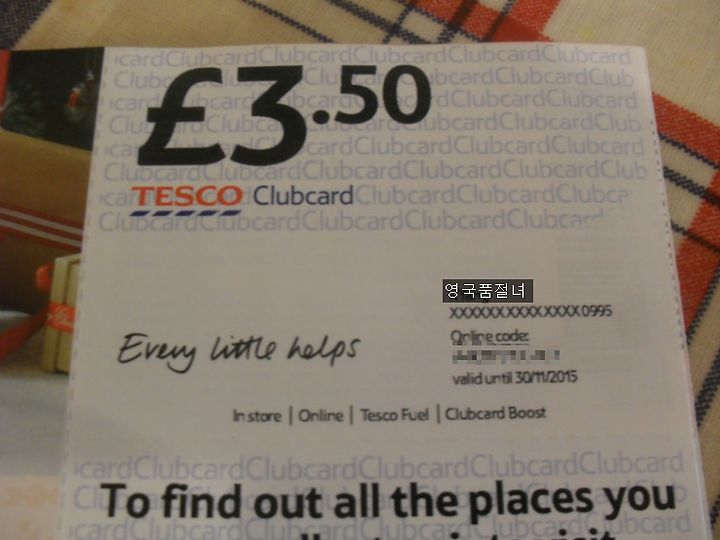 £3.50
TESCO Clubcard
영국품절녀
XXXXXXXXXXXXXX0995
Every little helps
Online code:
valid until 30/11/2015
In store | Online | Tesco Fuel | Clubcard Boost
To find out all the places you